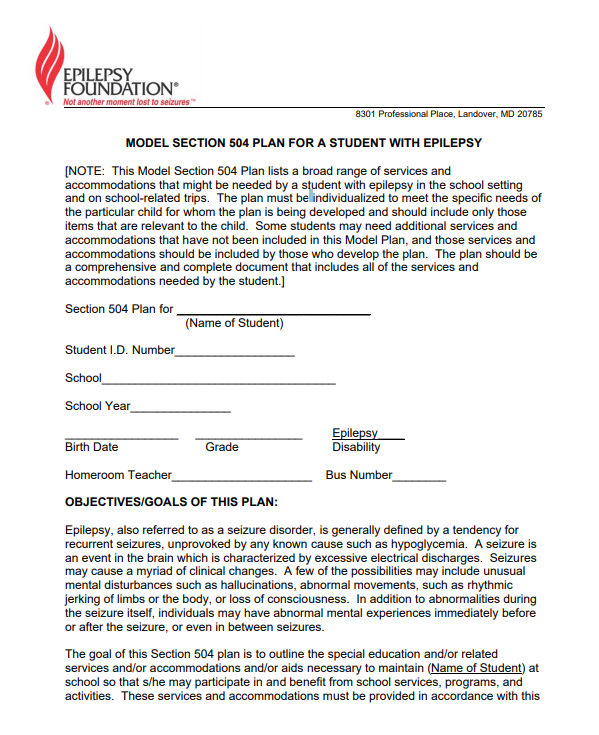 EPILEPSY
FOUNDATION®
Not another moment lost to seizures™
8301 Professional Place, Landover, MD 20785
MODEL SECTION 504 PLAN FOR A STUDENT WITH EPILEPSY
[NOTE:  This Model Section 504 Plan lists a broad range of services and
accommodations that might be needed by a student with epilepsy in the school setting
and on school-related trips.  The plan must be individualized to meet the specific needs of
the particular child for whom the plan is being developed and should include only those
items that are relevant to the child.  Some students may need additional services and
accommodations that have not been included in this Model Plan, and those services and
accommodations should be included by those who develop the plan.  The plan should be
a comprehensive and complete document that includes all of the services and
accommodations needed by the student.]
Section 504 Plan for ______________________________
(Name of Student)
Student I.D. Number__________________
School___________________________________
School Year_______________
_________________ ________________ Epilepsy____
Birth Date Grade Disability
Homeroom Teacher_____________________ Bus Number________
OBJECTIVES/GOALS OF THIS PLAN:
Epilepsy, also referred to as a seizure disorder, is generally defined by a tendency for
recurrent seizures, unprovoked by any known cause such as hypoglycemia.  A seizure is
an event in the brain which is characterized by excessive electrical discharges.  Seizures
may cause a myriad of clinical changes.  A few of the possibilities may include unusual
mental disturbances such as hallucinations, abnormal movements, such as rhythmic
jerking of limbs or the body, or loss of consciousness.  In addition to abnormalities during
the seizure itself, individuals may have abnormal mental experiences immediately before
or after the seizure, or even in between seizures.
The goal of this Section 504 plan is to outline the special education and/or related
services and/or accommodations and/or aids necessary to maintain (Name of Student) at
school so that s/he may participate in and benefit from school services, programs, and
activities.  These services and accommodations must be provided in accordance with this